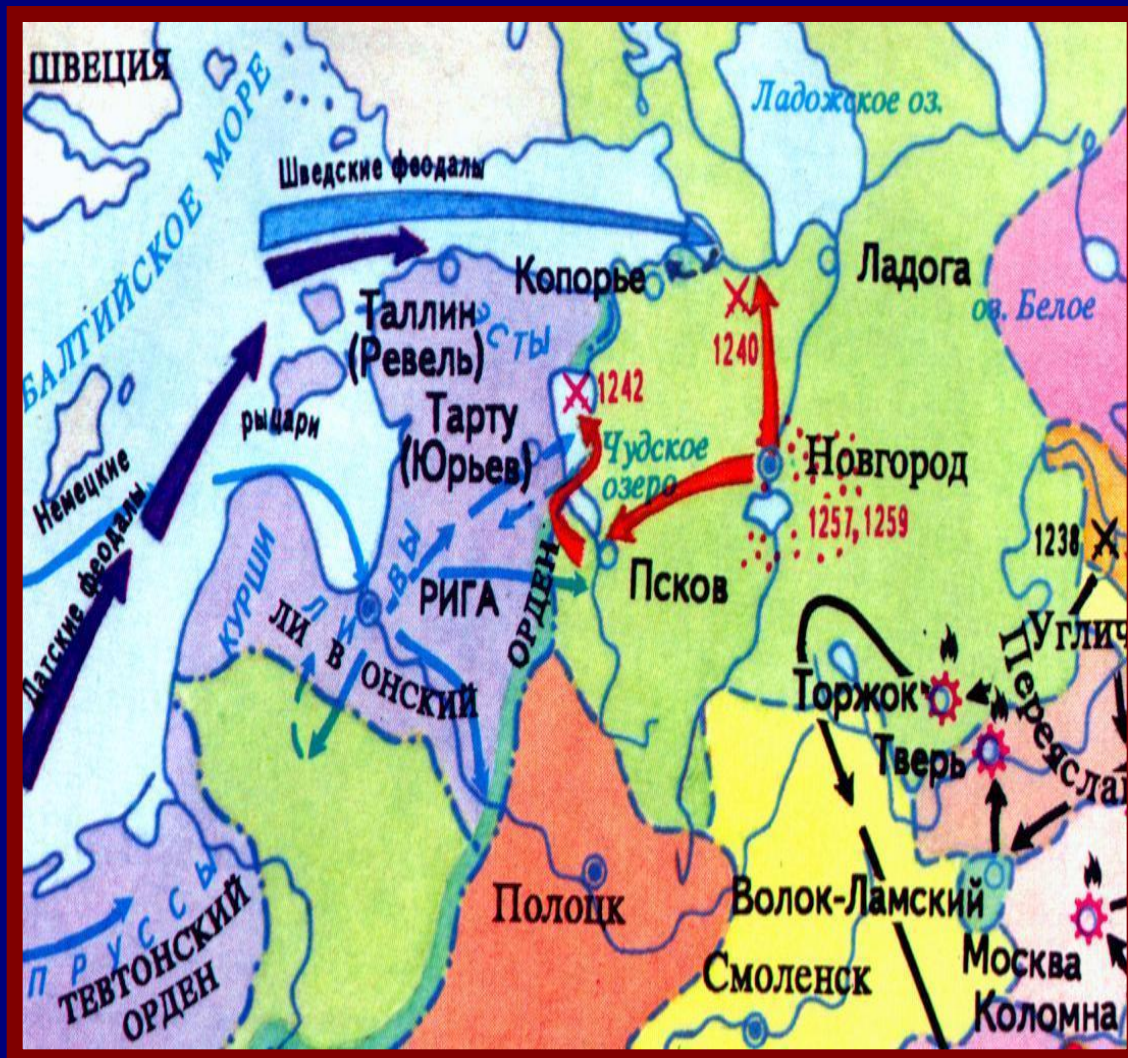 ШВЕЦИЯ
БАЛТИЙСКОЕ МОРЕ
Ладожское оз.
Шведские феодалы
Копорье
Ладога
оз. Белое
Таллин
(Ревель)
ЭСТЫ
1240
1242
рыцари
Тарту
(Юрьев)
Чудское
озеро
Новгород
1257, 1259
Немецкие
Датские феодалы
1238
КУРШИ
ЛИВЫ
РИГА
ОРДЕН
Псков
ЛИВОНСКИЙ
Углич
Торжок
Тверь
Переяслав
ПРУССЫ
ТЕВТОНСКИЙ
ОРДЕН
Полоцк
Волок-Ламский
Смоленск
Москва
Коломна